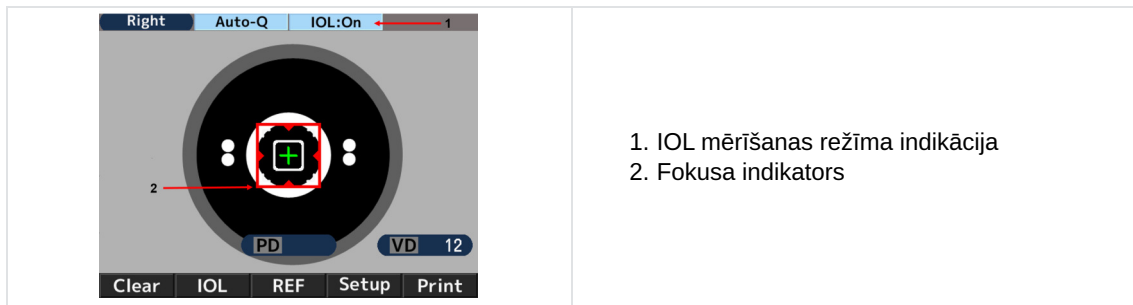 Right Auto-Q IOL:On 1
2
PD VD 12
Clear IOL REF Setup Print
1. IOL mērīšanas režīma indikācija
2. Fokusa indikators